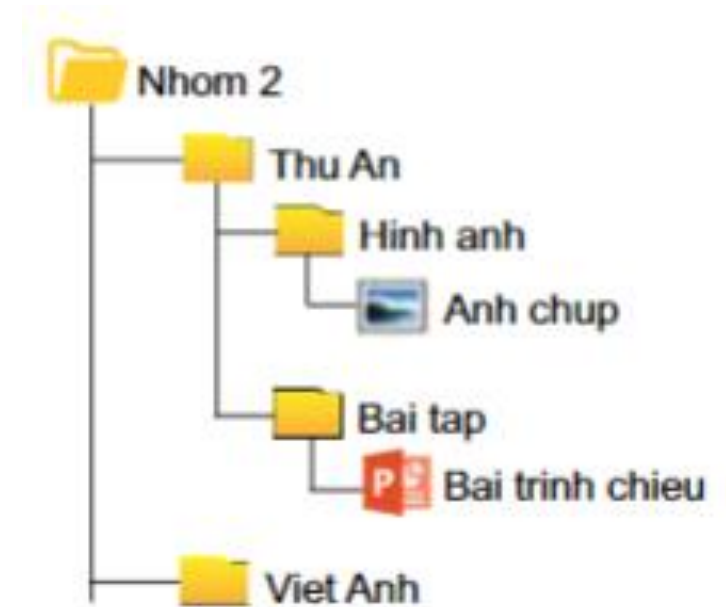 Nhom 2
Thu An
Hinh anh
Anh chup
Bai tap
P
Bai trinh chieu
Viet Anh